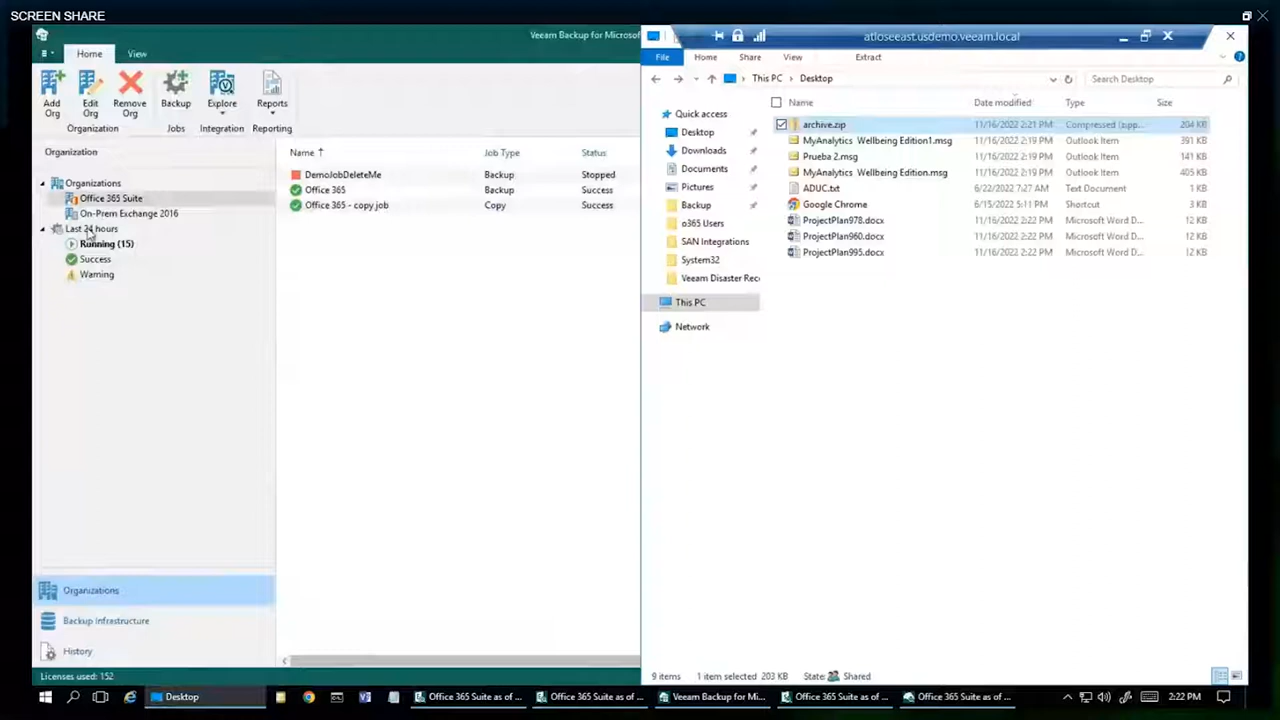 SCREEN SHARE
Veeam Backup for Microsof
Home View
Add Org
Edit Org
Remove Org
Backup
Explore
Reports
Organization Jobs Integration Reporting
Organization
Organizations
Office 365 Suite
On-Prem Exchange 2016
Last 24 hours
Running (15)
Success
Warning
Name Job Type Status
DemoJobDeleteMe Backup Stopped
Office 365 Backup Success
Office 365 - copy job Copy Success
Organizations
Backup Infrastructure
History
Licenses used: 152
atloseeast.usdemo.veeam.local
File Home Share View Extract
This PC > Desktop
Search Desktop
Quick access
Desktop
Downloads
Documents
Pictures
Backup
o365 Users
SAN Integrations
System32
Veeam Disaster Rec
This PC
Network
Name Date modified Type Size
archive.zip 11/16/2022 2:21 PM Compressed (zipp... 204 KB
MyAnalytics Wellbeing Edition1.msg 11/16/2022 2:19 PM Outlook Item 391 KB
Prueba 2.msg 11/16/2022 2:19 PM Outlook Item 141 KB
MyAnalytics Wellbeing Edition.msg 11/16/2022 2:19 PM Outlook Item 405 KB
ADUC.txt 6/22/2022 7:27 AM Text Document 1 KB
Google Chrome 6/15/2022 5:11 PM Shortcut 3 KB
ProjectPlan978.docx 11/16/2022 2:22 PM Microsoft Word D... 12 KB
ProjectPlan960.docx 11/16/2022 2:22 PM Microsoft Word D... 12 KB
ProjectPlan995.docx 11/16/2022 2:22 PM Microsoft Word D... 12 KB
9 items 1 item selected 203 KB State: Shared
Desktop
Office 365 Suite as of ...
Office 365 Suite as of ...
Veeam Backup for Mi...
Office 365 Suite as of ...
Office 365 Suite as of ...
2:22 PM